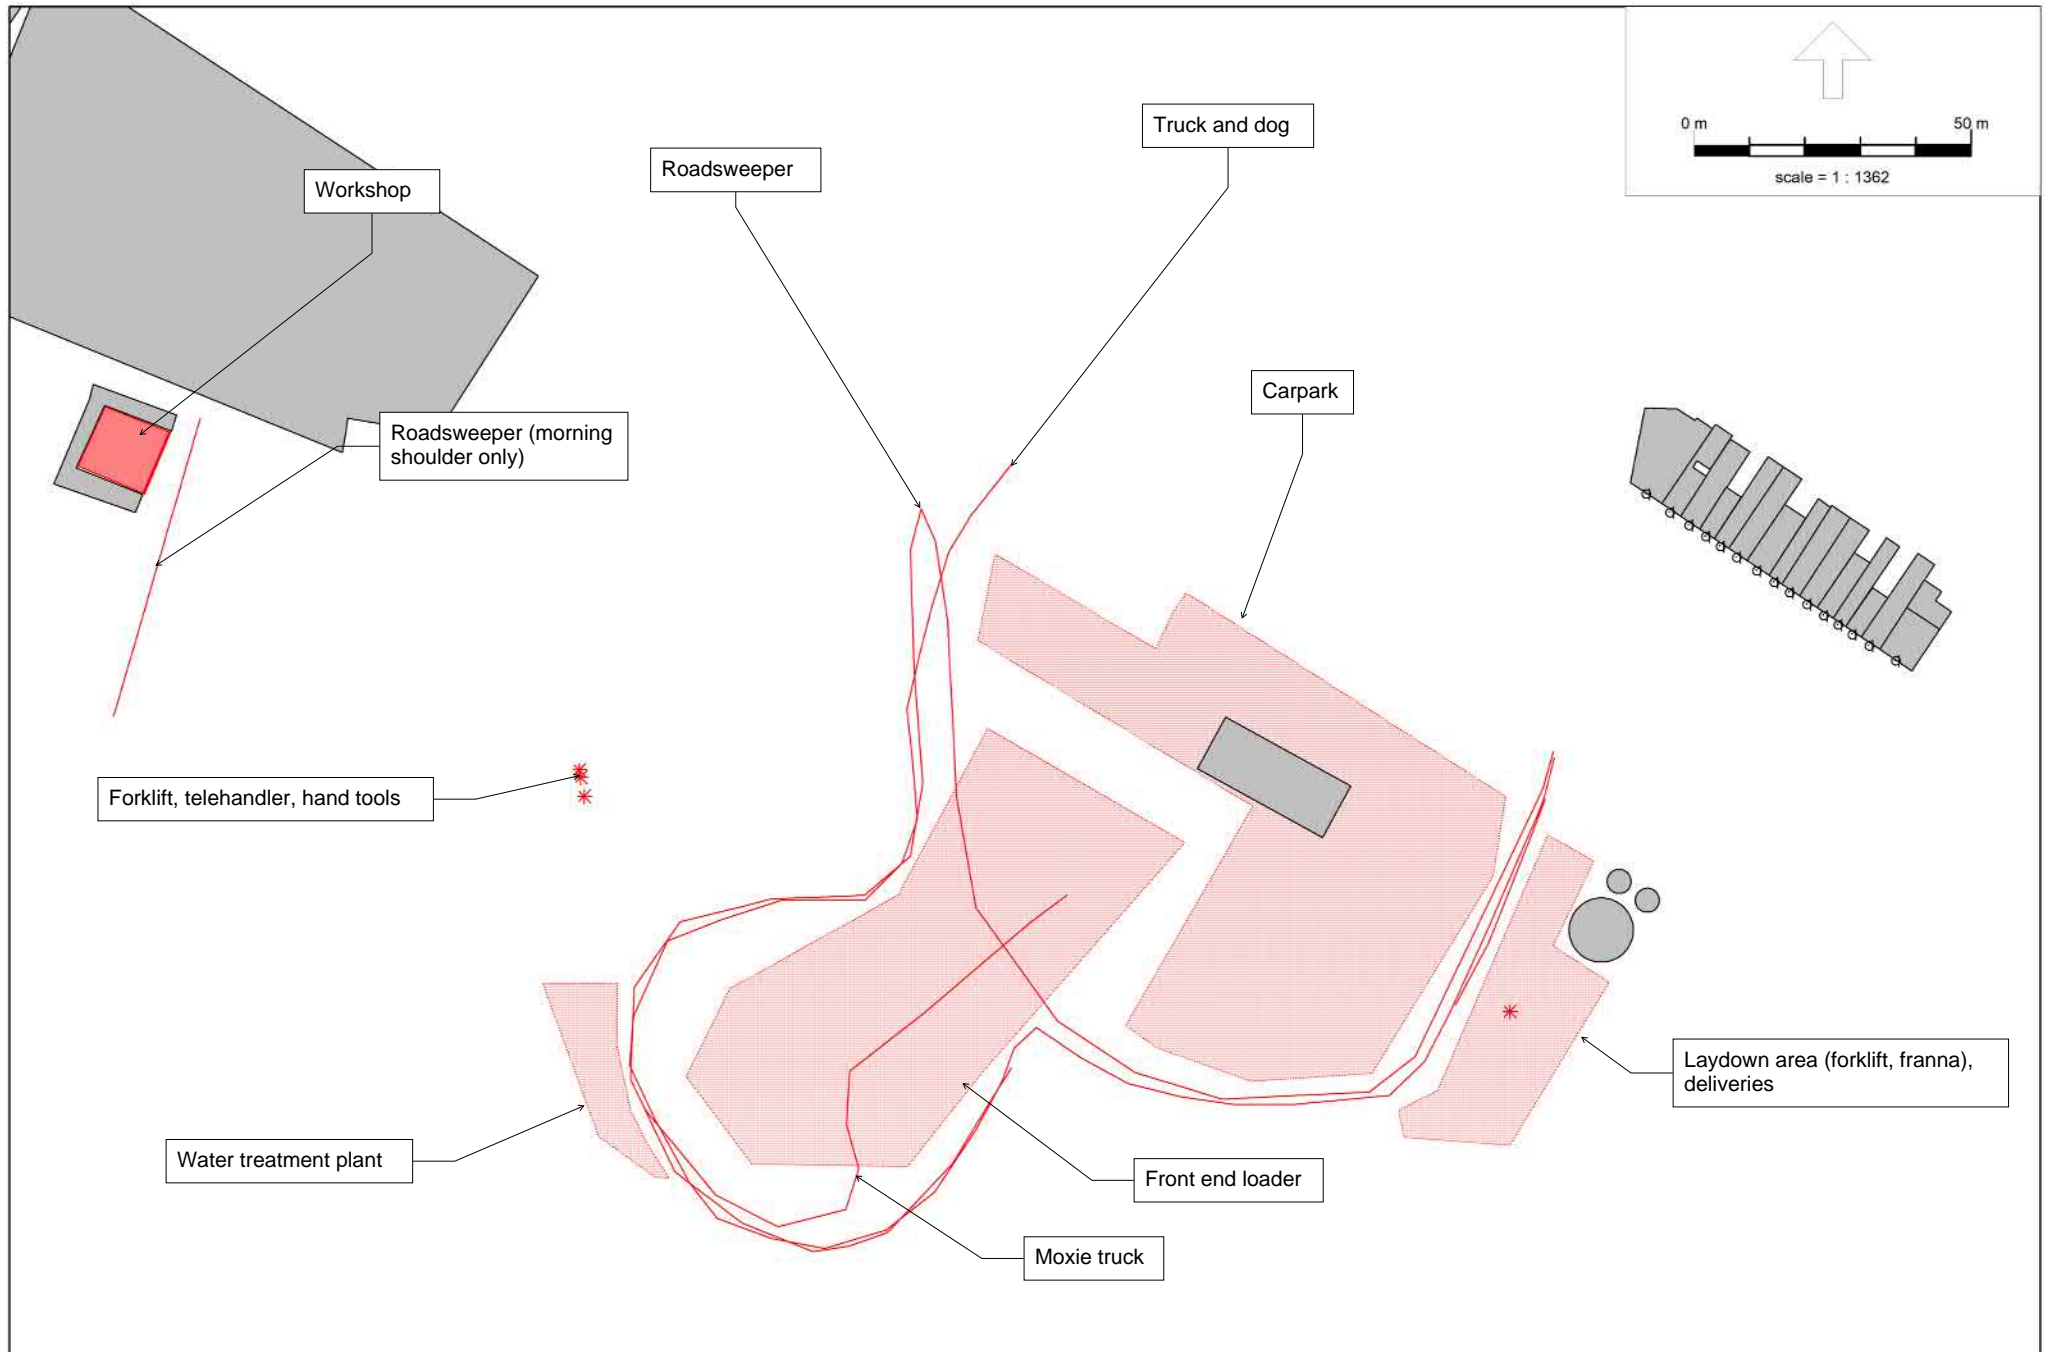 Truck and dog
0 m
50 m
scale = 1 : 1362
Roadsweeper
Workshop
Carpark
Roadsweeper (morning
shoulder only)
Forklift, telehandler, hand tools
Laydown area (forklift, franna),
deliveries
Water treatment plant
Front end loader
Moxie truck